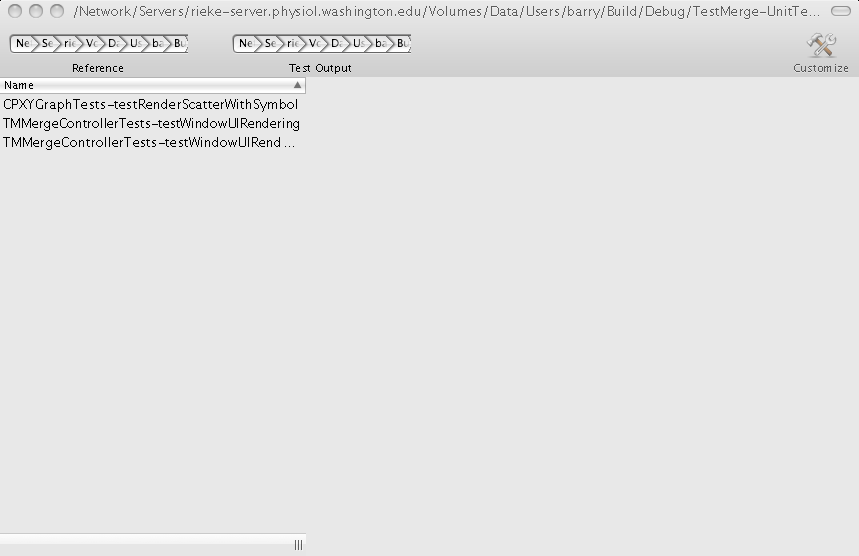 /Network/Servers/rieke-server.physiol.washington.edu/Volumes/Data/Users/barry/Build/Debug/TestMerge-UnitTe...
Ne Se rie Vo Da Us ba Bu
Ne Se rie Vo Da Us ba Bu
Reference
Test Output
Customize
Name
CPXYGraphTests-testRenderScatterWithSymbol
TMMergeControllerTests-testWindowUIRendering
TMMergeControllerTests-testWindowUIRend ...